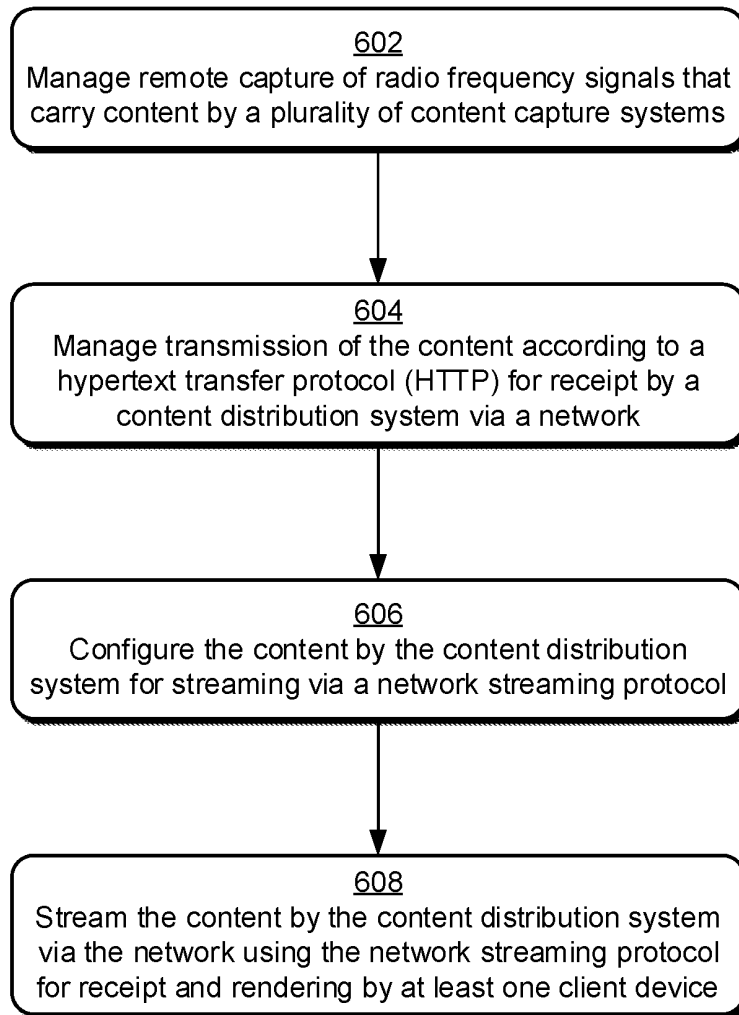 602
Manage remote capture of radio frequency signals that
carry content by a plurality of content capture systems
604
Manage transmission of the content according to a
hypertext transfer protocol (HTTP) for receipt by a
content distribution system via a network
606
Configure the content by the content distribution
system for streaming via a network streaming protocol
608
Stream the content by the content distribution system
via the network using the network streaming protocol
for receipt and rendering by at least one client device